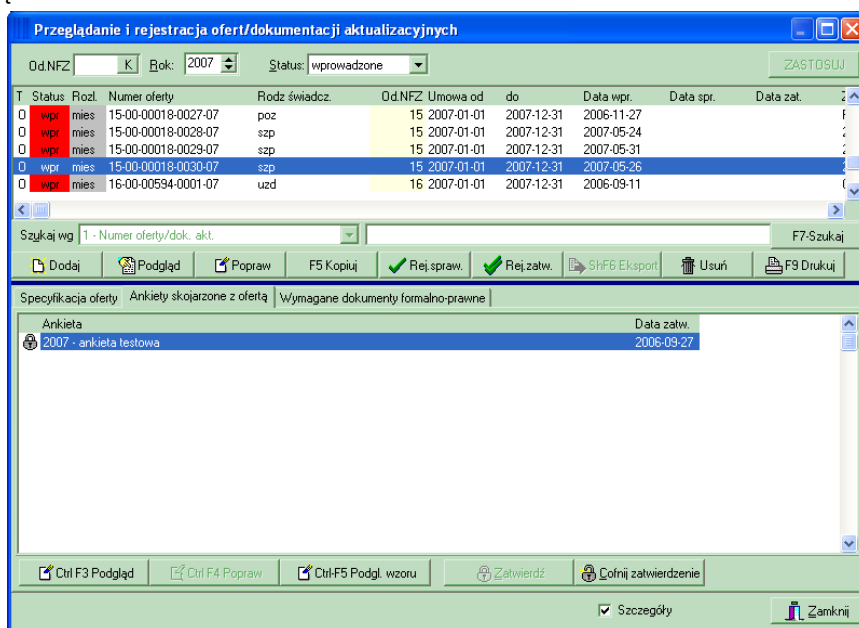 Przeglądanie i rejestracja ofert/dokumentacji aktualizacyjnych
Od.NFZ K Rok: 2007 Status: wprowadzone ZASTOSUJ
T Status Rozl. Numer oferty Rodz świadcz. Od.NFZ Umowa od do Data wpr. Data spr. Data zat.
O wpr mies 15-00-00018-0027-07 poz 15 2007-01-01 2007-12-31 2006-11-27
O wpr mies 15-00-00018-0028-07 szp 15 2007-01-01 2007-12-31 2007-05-24
O wpr mies 15-00-00018-0029-07 szp 15 2007-01-01 2007-12-31 2007-05-31
O wpr mies 15-00-00018-0030-07 szp 15 2007-01-01 2007-12-31 2007-05-26
O wpr mies 16-00-00594-0001-07 uzd 16 2007-01-01 2007-12-31 2006-09-11
Szukaj wg 1 - Numer oferty/dok. akt. F7-Szukaj
Dodaj Podgląd Popraw F5 Kopiuj Rej.spraw. Rej.zatw. ShF6 Eksport Usuń F9 Drukuj
Specyfikacja oferty Ankiety skojarzone z ofertą Wymagane dokumenty formalno-prawne
Ankieta Data zatw.
2007 - ankieta testowa 2006-09-27
Ctrl F3 Podgląd Ctrl F4 Popraw Ctrl-F5 Podgl. wzoru Zatwierdź Cofnij zatwierdzenie
Szczegóły Zamknij